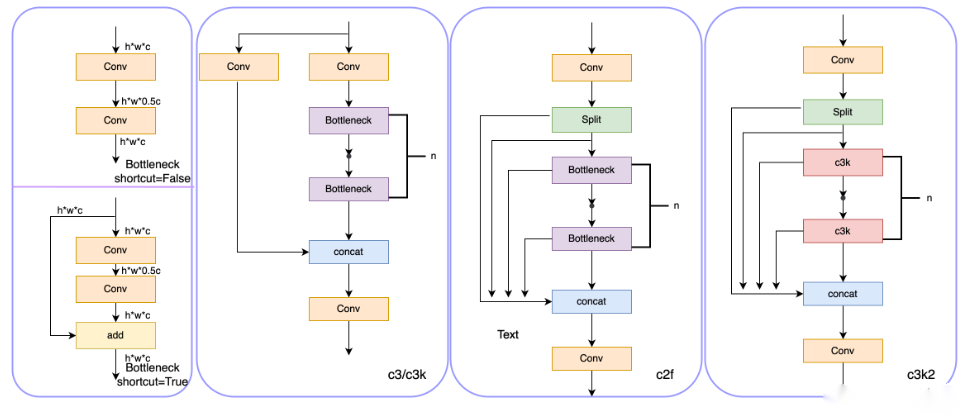 h*w*c
Conv
h*w*0.5c
Conv
h*w*c
Bottleneck
shortcut=False
h*w*c
h*w*c
Conv
h*w*0.5c
Conv
h*w*c
add
h*w*c
Bottleneck
shortcut=True
Conv
Conv
Bottleneck
n
Bottleneck
concat
Conv
c3/c3k
Conv
Split
Bottleneck
n
Bottleneck
concat
Text
Conv
c2f
Conv
Split
c3k
n
c3k
concat
Conv
c3k2